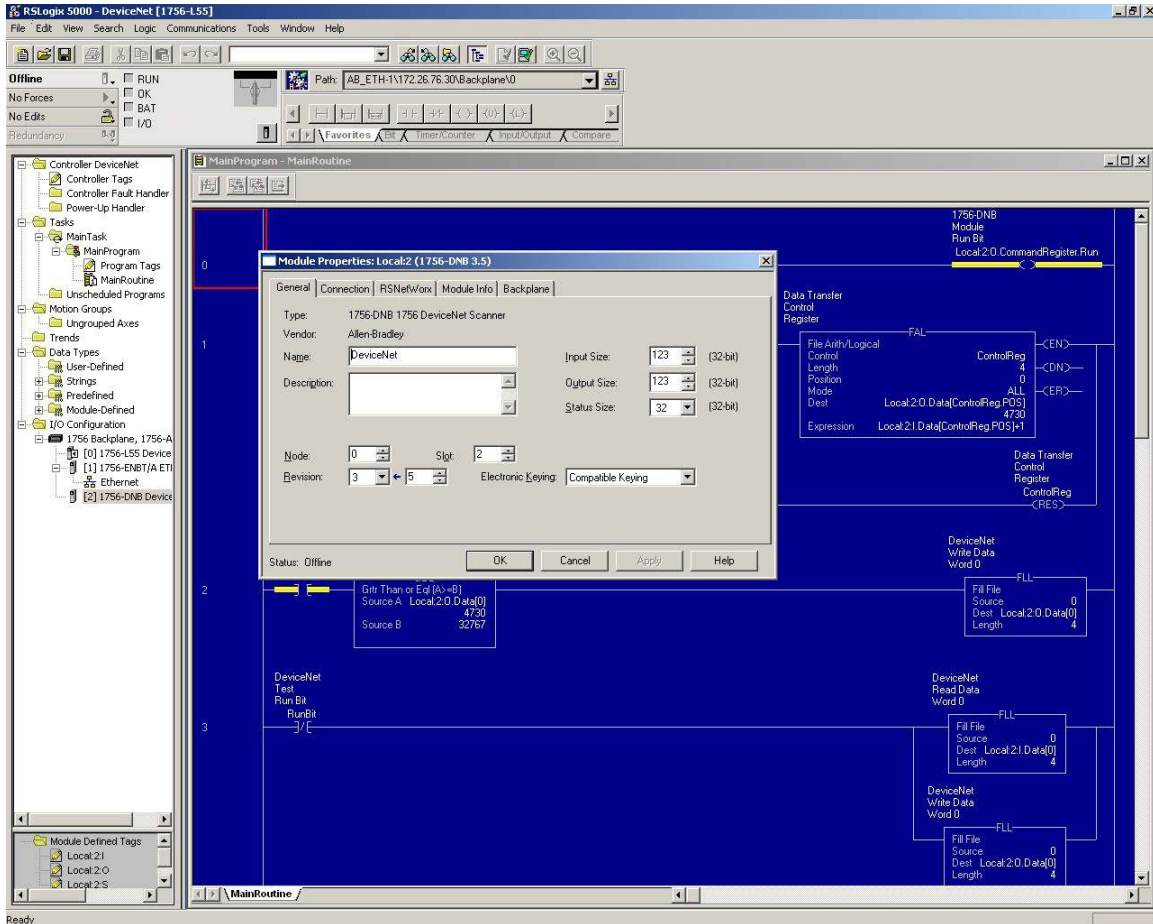 RSLogix 5000 - DeviceNet [1756-L55]
File Edit View Search Logic Communications Tools Window Help
Offline
RUN
No Forces
OK
No Edits
BAT
Redundancy
I/O
Path: AB_ETH-1\172.26.76.30\Backplane\0
Favorites Bit Timer/Counter Input/Output Compare
Controller DeviceNet
Controller Tags
Controller Fault Handler
Power-Up Handler
Tasks
MainTask
MainProgram
Program Tags
MainRoutine
Unscheduled Programs
Motion Groups
Ungrouped Axes
Trends
Data Types
User-Defined
Strings
Predefined
Module-Defined
I/O Configuration
1756 Backplane, 1756-A
[0] 1756-L55 Device
[1] 1756-ENBT/A ETI
Ethernet
[2] 1756-DNB Device
Module Defined Tags
Local:2:I
Local:2:O
Local:2:S
MainProgram - MainRoutine
0
1756-DNB
Module
Run Bit
Local:2:O.CommandRegister.Run
Module Properties: Local:2 (1756-DNB 3.5)
General Connection RSNetWorx Module Info Backplane
Type: 1756-DNB 1756 DeviceNet Scanner
Vendor: Allen-Bradley
Name: DeviceNet
Input Size: 123 (32-bit)
Description:
Output Size: 123 (32-bit)
Status Size: 32 (32-bit)
Node: 0
Slot: 2
Revision: 3 5
Electronic Keying: Compatible Keying
Status: Offline
OK Cancel Apply Help
1
Data Transfer
Control
Register
FAL
File Arith/Logical
Control ControlReg
Length 4
Position 0
Mode ALL
Dest Local:2:O.Data[ControlReg.POS]
4730
Expression Local:2:I.Data[ControlReg.POS]+1
EN
DN
ER
Data Transfer
Control
Register
ControlReg
RES
2
Grtr Than or Eql (A>=B)
Source A Local:2:O.Data[0]
4730
Source B 32767
DeviceNet
Write Data
Word 0
FLL
Fill File
Source 0
Dest Local:2:O.Data[0]
Length 4
3
DeviceNet
Test
Run Bit
RunBit
DeviceNet
Read Data
Word 0
FLL
Fill File
Source 0
Dest Local:2:I.Data[0]
Length 4
DeviceNet
Write Data
Word 0
FLL
Fill File
Source 0
Dest Local:2:O.Data[0]
Length 4
MainRoutine
Ready